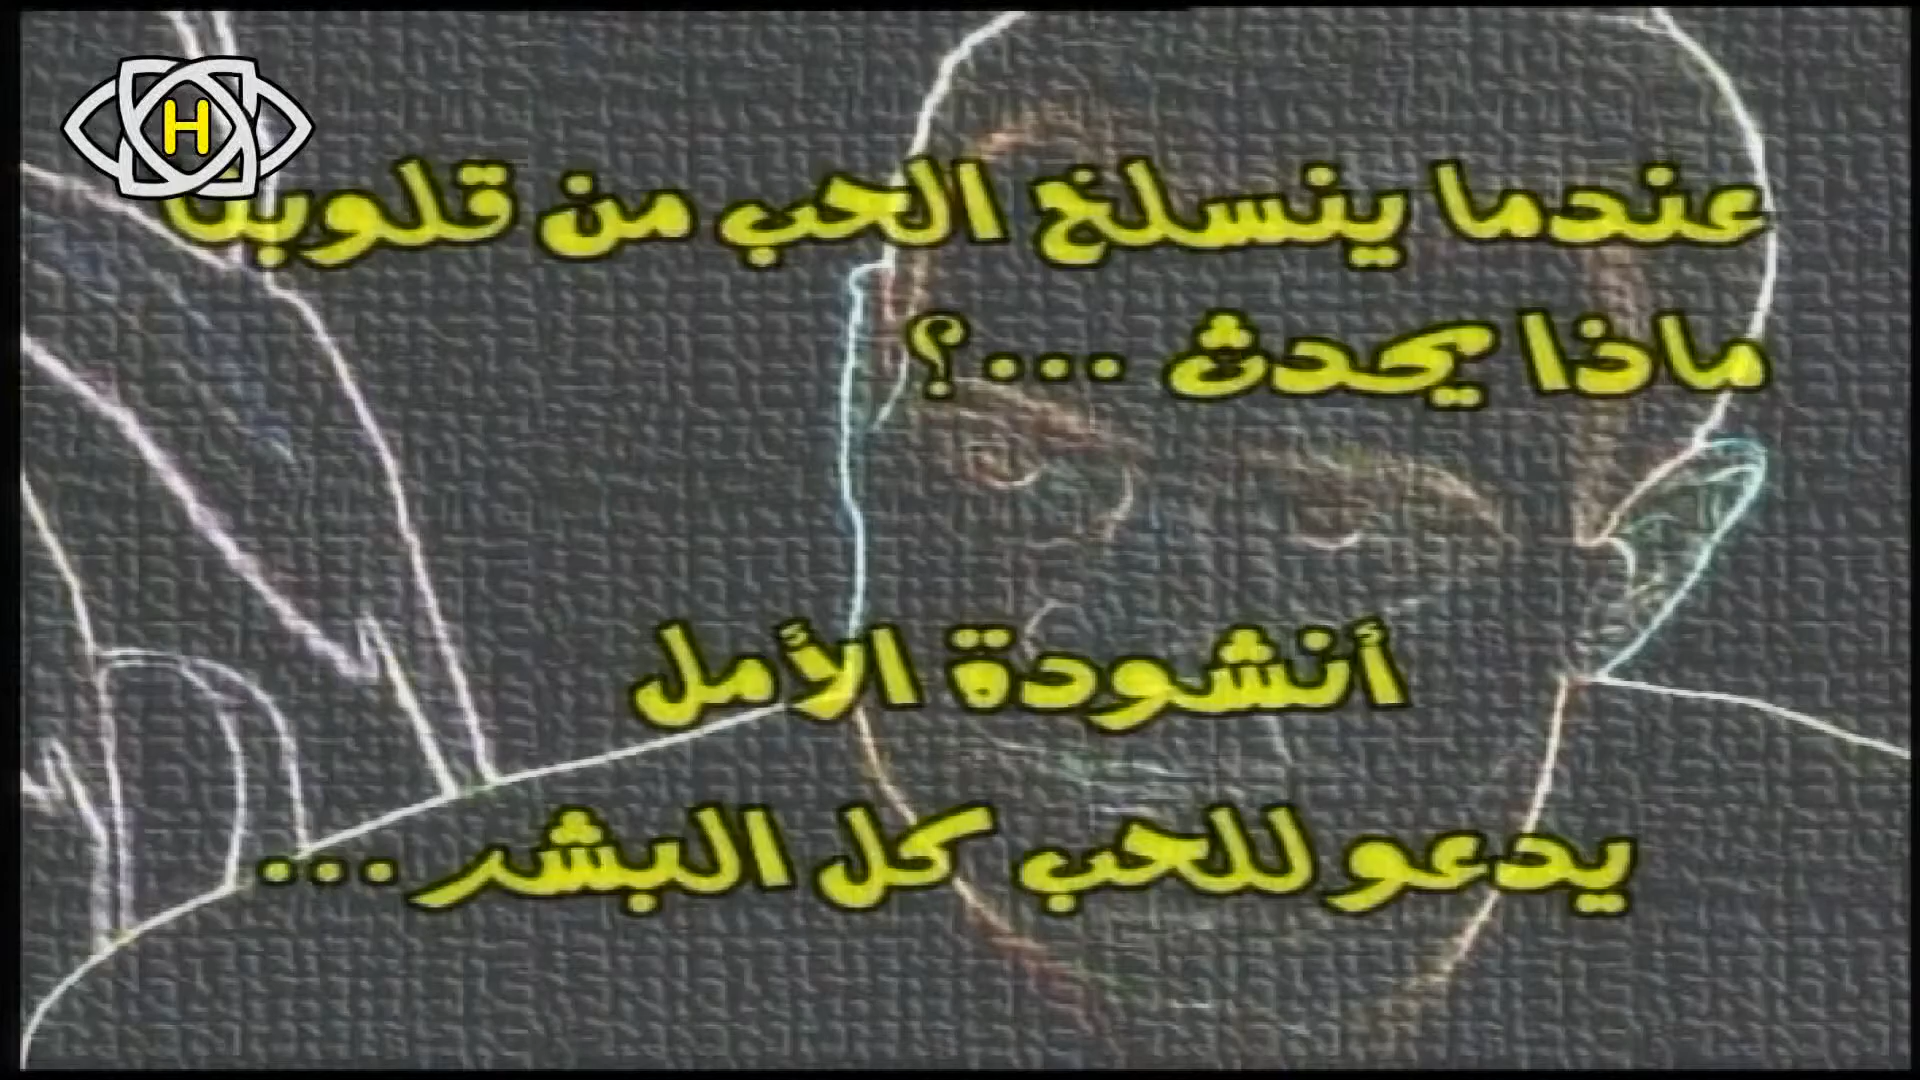 H
عندما ينسلخ الحب من قلوبنا
ماذا يحدث ...؟
أنشودة الأمل
يدعو للحب كل البشر ...